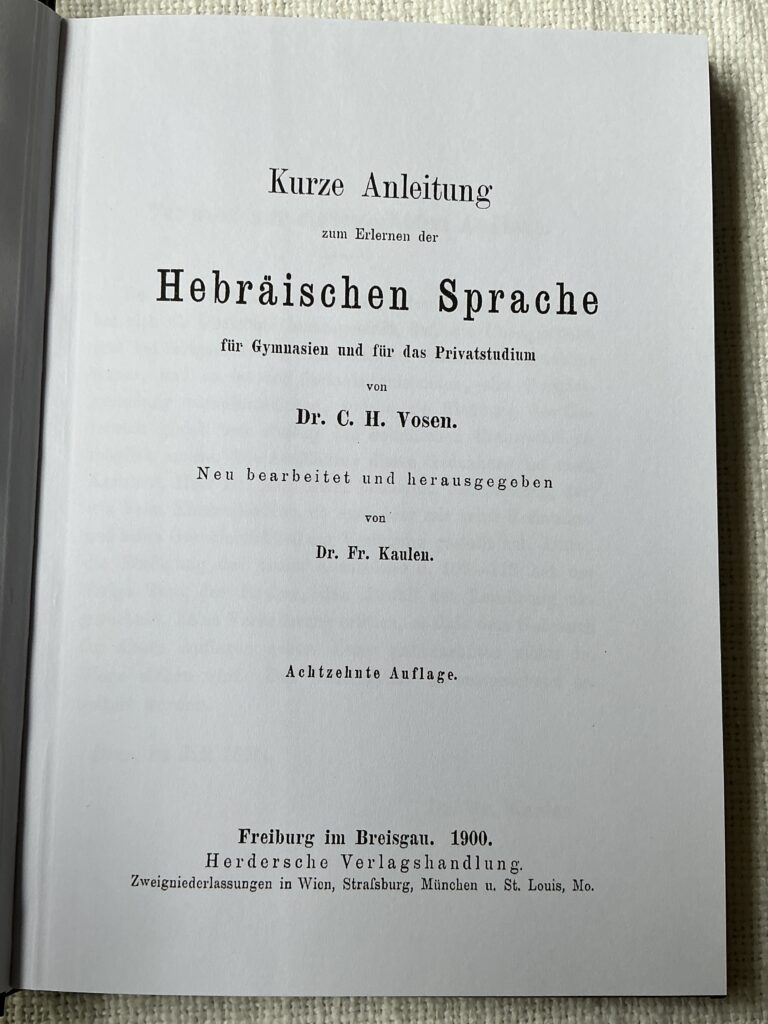 Kurze Anleitung
zum Erlernen der
Hebräischen Sprache
für Gymnasien und für das Privatstudium
von
Dr. C. H. Vosen.
Neu bearbeitet und herausgegeben
von
Dr. Fr. Kaulen.
Achtzehnte Auflage.
Freiburg im Breisgau. 1900.
Herdersche Verlagshandlung.
Zweigniederlassungen in Wien, Straſsburg, München u. St. Louis, Mo.